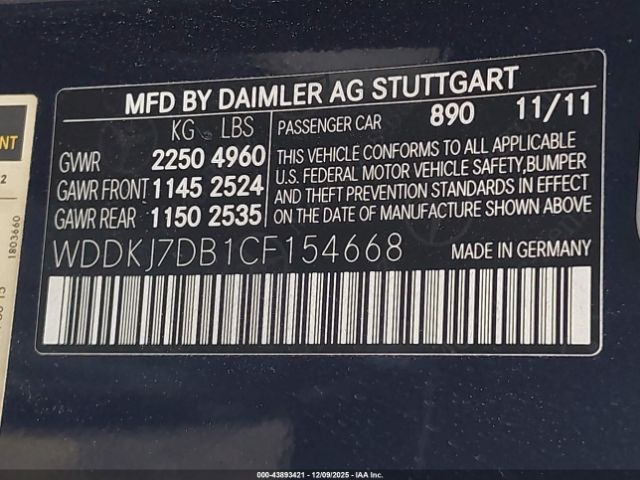 MFD BY DAIMLER AG STUTTGART
KG LBS
GVWR 2250 4960
GAWR FRONT 1145 2524
GAWR REAR 1150 2535
PASSENGER CAR 890 11/11
THIS VEHICLE CONFORMS TO ALL APPLICABLE
U.S. FEDERAL MOTOR VEHICLE SAFETY,BUMPER
AND THEFT PREVENTION STANDARDS IN EFFECT
ON THE DATE OF MANUFACTURE SHOWN ABOVE
WDDKJ7DB1CF154668 MADE IN GERMANY
2
1803660
000-43893421 - 12/09/2025 - IAA Inc.